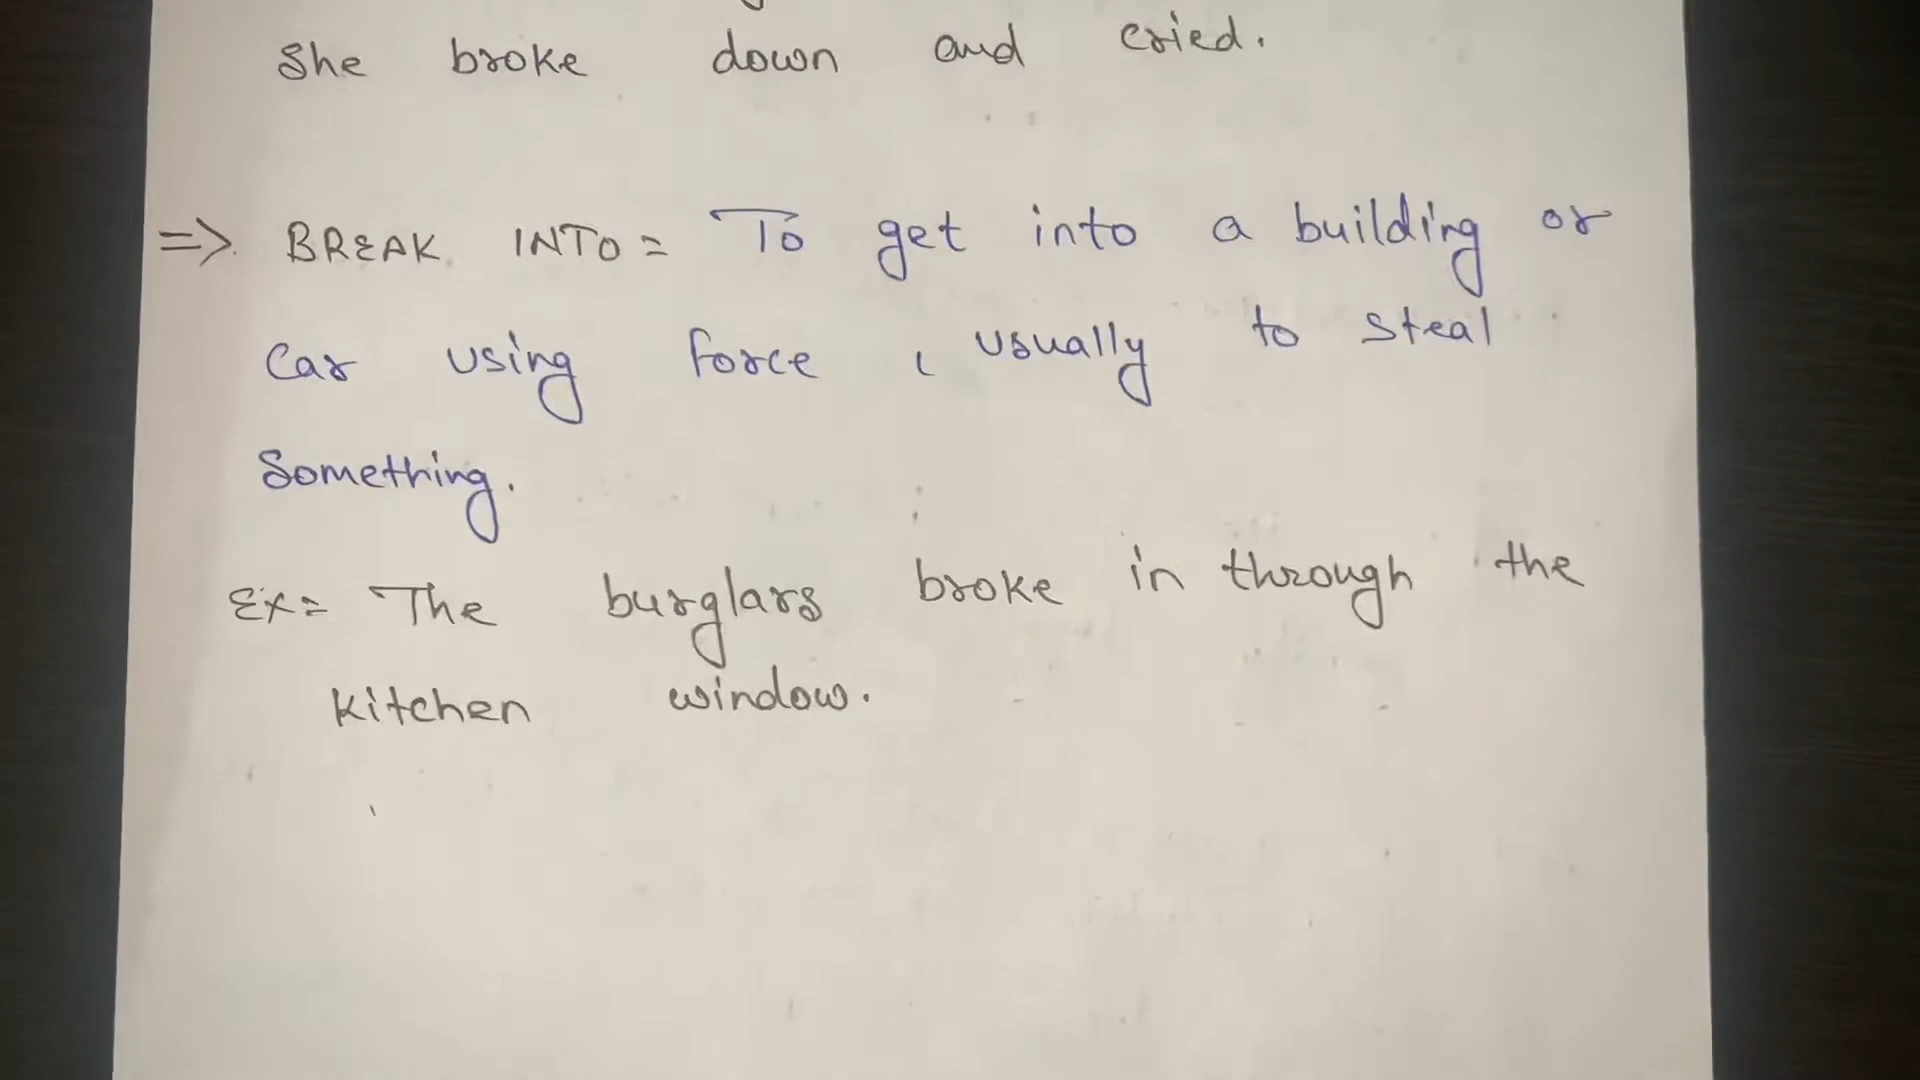 She broke down and cried.
=> BREAK INTO = To get into a building or
Car using force, usually to steal
Something.
Ex = The burglars broke in through the
kitchen window.